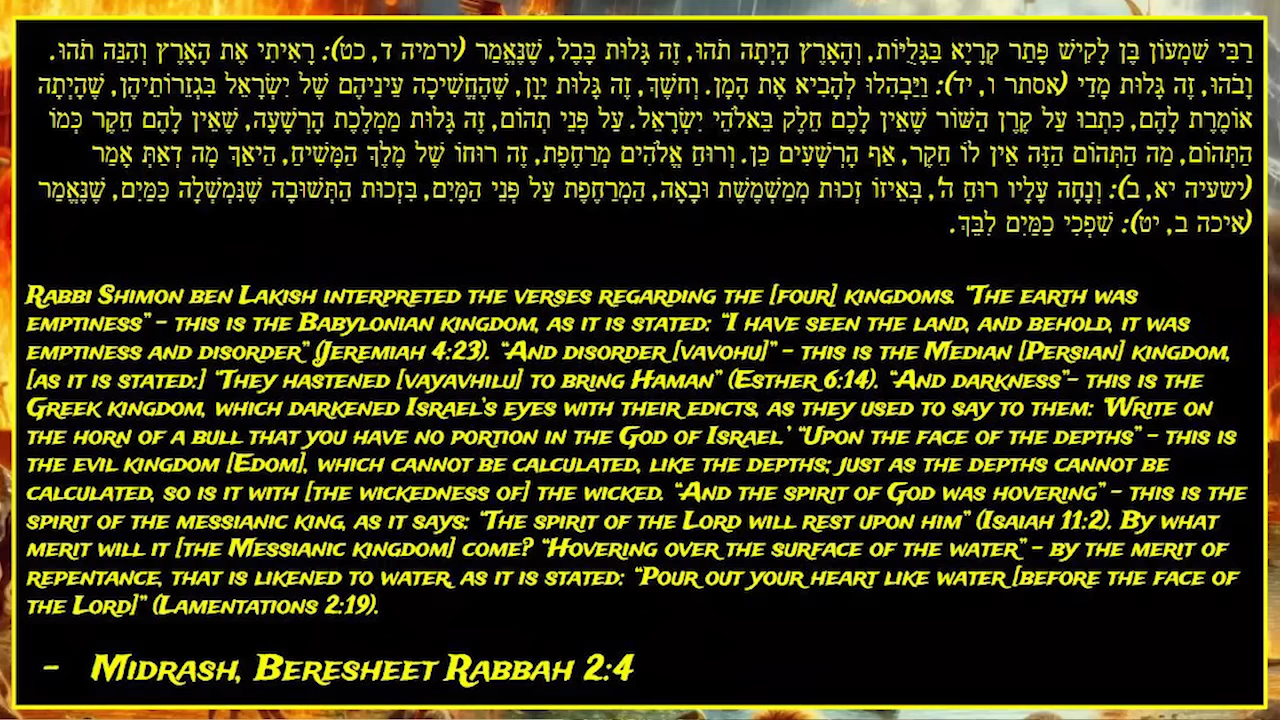 רַבִּי שִׁמְעוֹן בֶּן לָקִישׁ פָּתַר קְרָיָא בַּגָּלֻיּוֹת, וְהָאָרֶץ הָיְתָה תֹהוּ, זֶה גָּלוּת בָּבֶל, שֶׁנֶּאֱמַר (ירמיה ד, כט): רָאִיתִי אֶת הָאָרֶץ וְהִנֵּה תֹהוּ.
וָבֹהוּ, זֶה גָּלוּת מָדַי (אסתר ו, יד): וַיַּבְהִלוּ לְהָבִיא אֶת הָמָן. וְחשֶׁךְ, זֶה גָּלוּת יָוָן, שֶׁהֶחֱשִׁיכָה עֵינֵיהֶם שֶׁל יִשְׂרָאֵל בִּגְזֵרוֹתֵיהֶן, שֶׁהָיְתָה
אוֹמֶרֶת לָהֶם, כִּתְבוּ עַל קֶרֶן הַשּׁוֹר שֶׁאֵין לָכֶם חֵלֶק בֵּאלֹהֵי יִשְׂרָאֵל. עַל פְּנֵי תְהוֹם, זֶה גָּלוּת מַמְלֶכֶת הָרְשָׁעָה, שֶׁאֵין לָהֶם חֵקֶר כְּמוֹ
הַתְּהוֹם, מַה הַתְּהוֹם הַזֶּה אֵין לוֹ חֵקֶר, אַף הָרְשָׁעִים כֵּן. וְרוּחַ אֱלֹהִים מְרַחֶפֶת, זֶה רוּחוֹ שֶׁל מֶלֶךְ הַמָּשִׁיחַ, הֵיאַךְ מָה דְאַתְּ אָמַר
(ישעיה יא, ב): וְנָחָה עָלָיו רוּחַ ה', בְּאֵיזוֹ זְכוּת מְמַשְׁמֶשֶׁת וּבָאָה, הַמְרַחֶפֶת עַל פְּנֵי הַמָּיִם, בִּזְכוּת הַתְּשׁוּבָה שֶׁנִּמְשְׁלָה כַּמַּיִם, שֶׁנֶּאֱמַר
(איכה ב, יט): שִׁפְכִי כַמַּיִם לִבֵּךְ.
Rabbi Shimon ben Lakish interpreted the verses regarding the [four] kingdoms. “The earth was
emptiness” – this is the Babylonian kingdom, as it is stated: “I have seen the land, and behold, it was
emptiness and disorder” (Jeremiah 4:23). “And disorder [vavohu]” – this is the Median [Persian] kingdom,
[as it is stated:] “They hastened [vayavhilu] to bring Haman” (Esther 6:14). “And darkness”– this is the
Greek kingdom, which darkened Israel’s eyes with their edicts, as they used to say to them: ‘Write on
the horn of a bull that you have no portion in the God of Israel.’ “Upon the face of the depths” – this is
the evil kingdom [Edom], which cannot be calculated, like the depths; just as the depths cannot be
calculated, so is it with [the wickedness of] the wicked. “And the spirit of God was hovering” – this is the
spirit of the messianic king, as it says: “The spirit of the Lord will rest upon him” (Isaiah 11:2). By what
merit will it [the Messianic kingdom] come? “Hovering over the surface of the water” – by the merit of
repentance, that is likened to water, as it is stated: “Pour out your heart like water [before the face of
the Lord]” (Lamentations 2:19).
– Midrash, Beresheet Rabbah 2:4